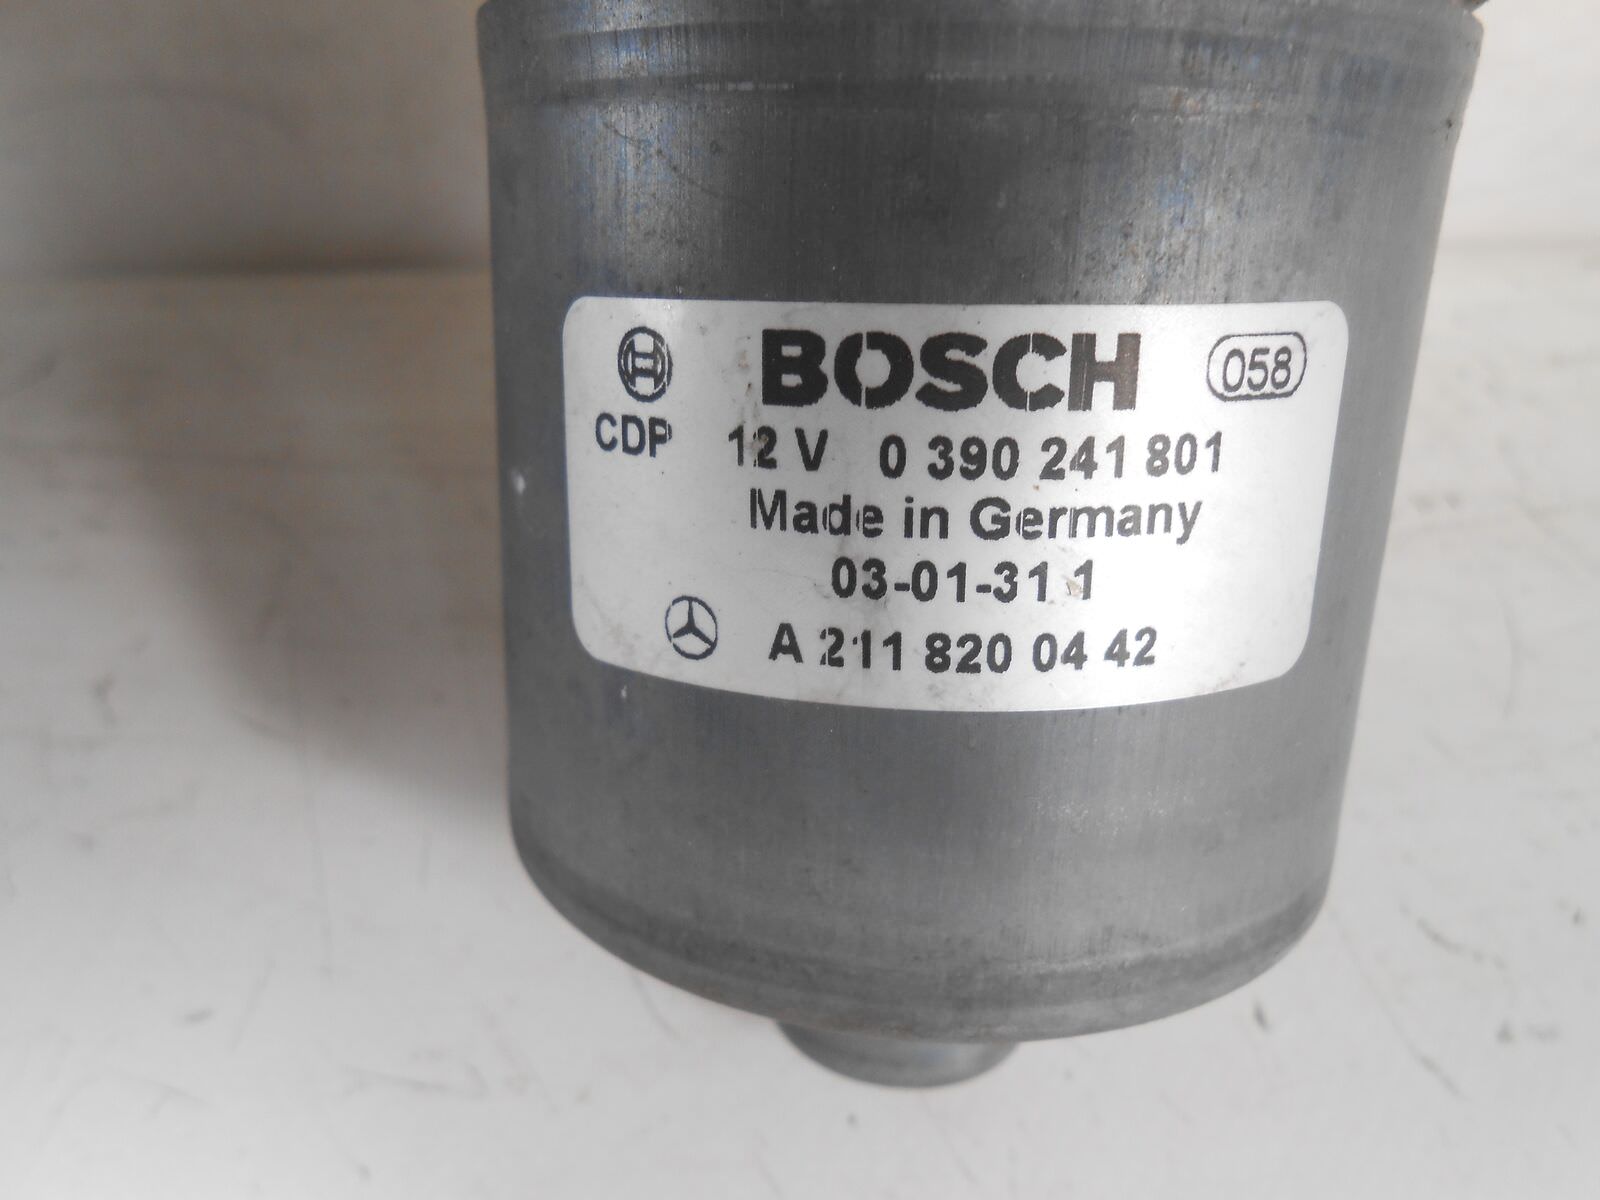 BOSCH 058
CDP 12 V 0 390 241 801
Made in Germany
03-01-31 1
A 211 820 04 42